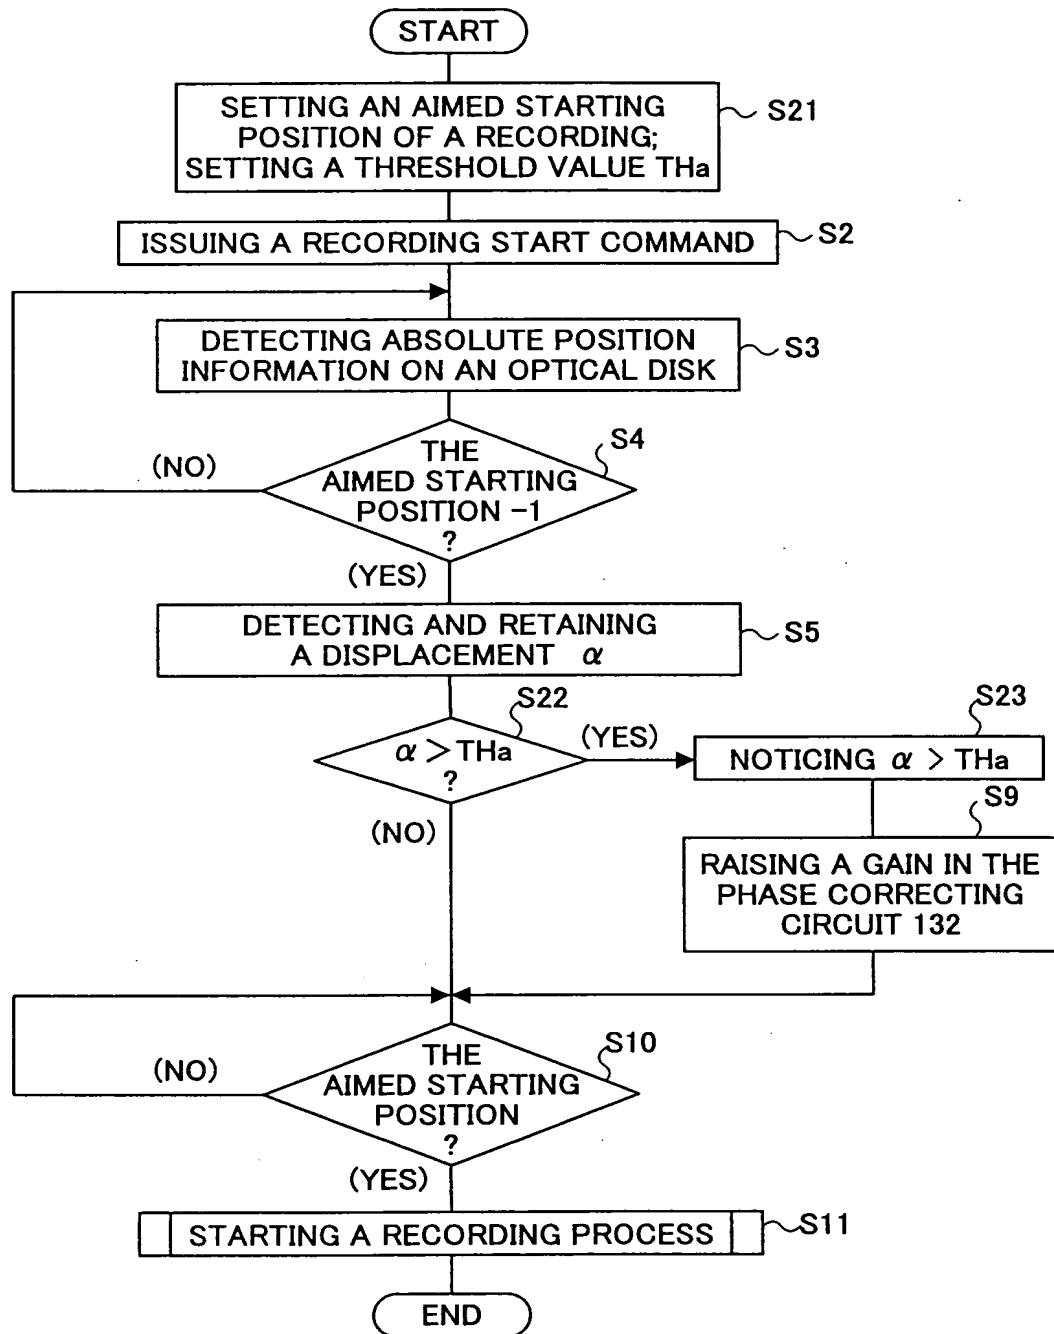 START
SETTING AN AIMED STARTING
POSITION OF A RECORDING;
SETTING A THRESHOLD VALUE THa
S21
ISSUING A RECORDING START COMMAND
S2
DETECTING ABSOLUTE POSITION
INFORMATION ON AN OPTICAL DISK
S3
S4
THE
AIMED STARTING
POSITION -1
?
(NO)
(YES)
DETECTING AND RETAINING
A DISPLACEMENT α
S5
S22
α > THa
?
(YES)
S23
NOTICING α > THa
(NO)
S9
RAISING A GAIN IN THE
PHASE CORRECTING
CIRCUIT 132
S10
THE
AIMED STARTING
POSITION
?
(NO)
(YES)
STARTING A RECORDING PROCESS
S11
END